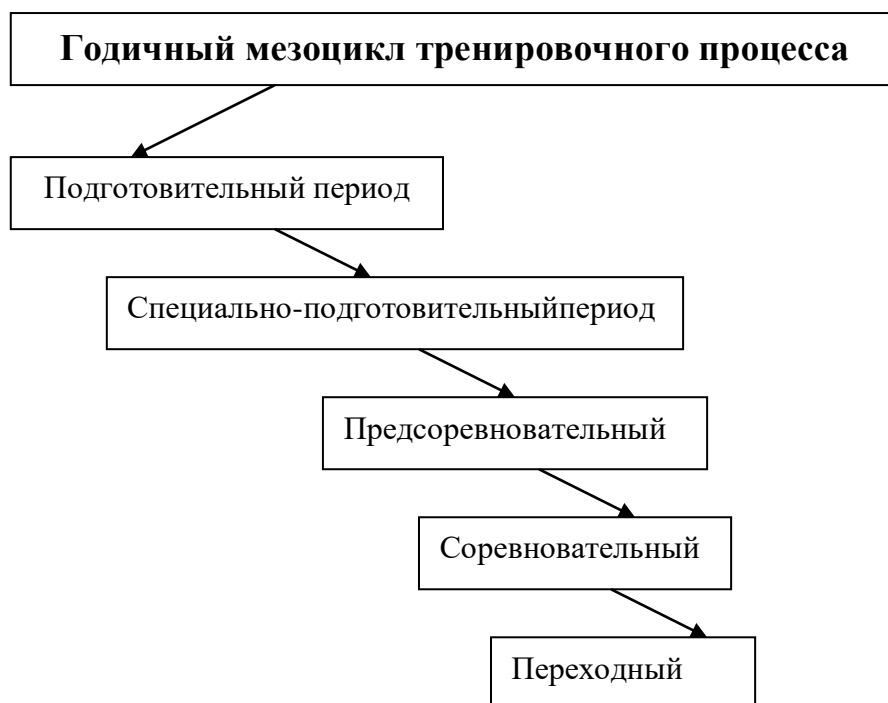 Годичный мезоцикл тренировочного процесса
Подготовительный период
Специально-подготовительныйпериод
Предсоревновательный
Соревновательный
Переходный